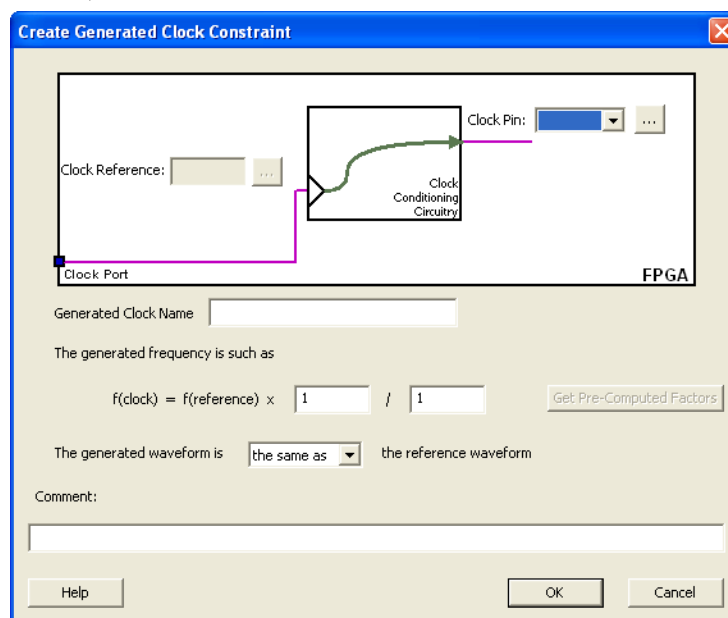 Create Generated Clock Constraint
Clock Pin:
...
Clock Reference:
...
Clock
Conditioning
Circuitry
Clock Port
FPGA
Generated Clock Name
The generated frequency is such as
f(clock) = f(reference) x 1 / 1
Get Pre-Computed Factors
The generated waveform is the same as the reference waveform
Comment:
Help
OK
Cancel